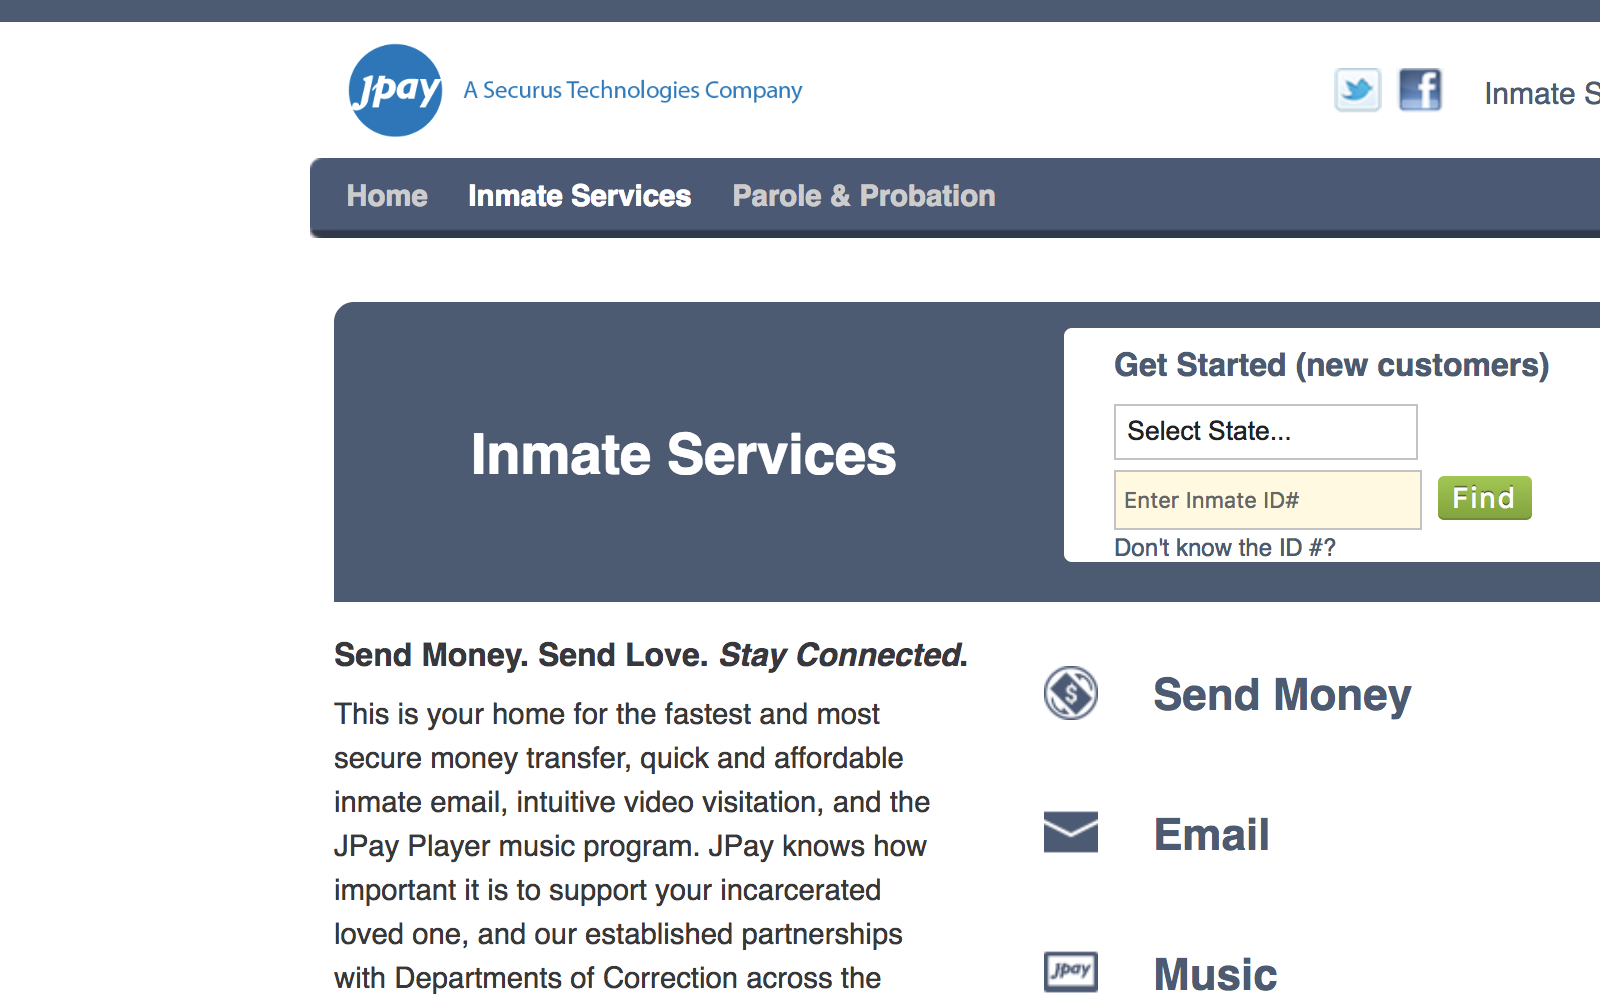 Jpay A Securus Technologies Company
Inmate S
Home Inmate Services Parole & Probation
Inmate Services
Get Started (new customers)
Select State...
Enter Inmate ID#
Find
Don't know the ID #?
Send Money. Send Love. Stay Connected.
This is your home for the fastest and most
secure money transfer, quick and affordable
inmate email, intuitive video visitation, and the
JPay Player music program. JPay knows how
important it is to support your incarcerated
loved one, and our established partnerships
with Departments of Correction across the
Send Money
Email
Jpay
Music